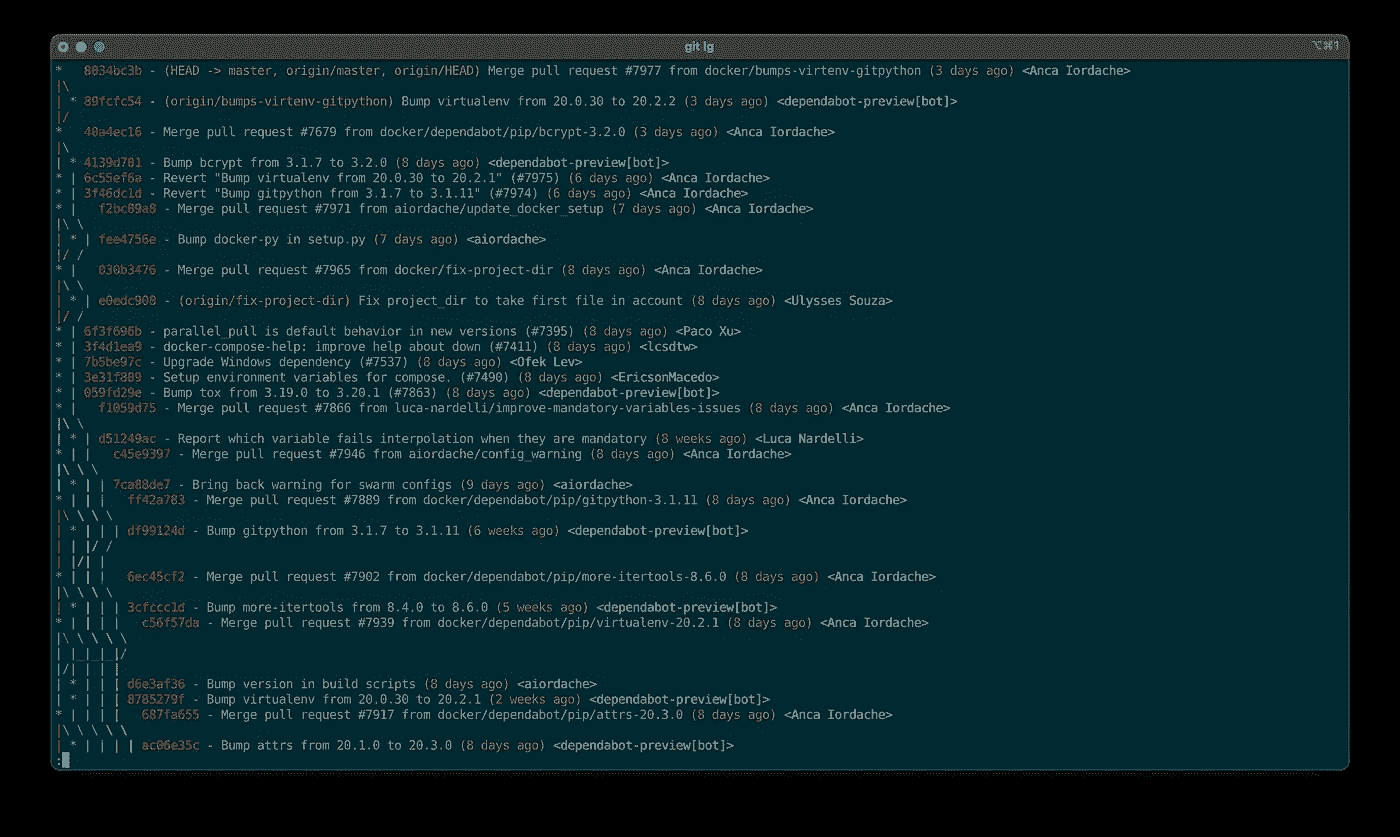 git lg
⌥⌘1
*   8034bc3b - (HEAD -> master, origin/master, origin/HEAD) Merge pull request #7977 from docker/bumps-virtenv-gitpython (3 days ago) <Anca Iordache>
|\
| * 89fcfc54 - (origin/bumps-virtenv-gitpython) Bump virtualenv from 20.0.30 to 20.2.2 (3 days ago) <dependabot-preview[bot]>
|/
*   40a4ec16 - Merge pull request #7679 from docker/dependabot/pip/bcrypt-3.2.0 (3 days ago) <Anca Iordache>
|\
| * 4139d701 - Bump bcrypt from 3.1.7 to 3.2.0 (8 days ago) <dependabot-preview[bot]>
* | 6c55ef6a - Revert "Bump virtualenv from 20.0.30 to 20.2.1" (#7975) (6 days ago) <Anca Iordache>
* | 3f46dc1d - Revert "Bump gitpython from 3.1.7 to 3.1.11" (#7974) (6 days ago) <Anca Iordache>
* |   f2bc89a8 - Merge pull request #7971 from aiordache/update_docker_setup (7 days ago) <Anca Iordache>
|\ \
| * | fee4756e - Bump docker-py in setup.py (7 days ago) <aiordache>
|/ /
* |   030b3476 - Merge pull request #7965 from docker/fix-project-dir (8 days ago) <Anca Iordache>
|\ \
| * | e0edc908 - (origin/fix-project-dir) Fix project_dir to take first file in account (8 days ago) <Ulysses Souza>
|/ /
* | 6f3f696b - parallel_pull is default behavior in new versions (#7395) (8 days ago) <Paco Xu>
* | 3f4d1ea9 - docker-compose-help: improve help about down (#7411) (8 days ago) <lcsdtw>
* | 7b5be97c - Upgrade Windows dependency (#7537) (8 days ago) <Ofek Lev>
* | 3e31f809 - Setup environment variables for compose. (#7490) (8 days ago) <EricsonMacedo>
* | 059fd29e - Bump tox from 3.19.0 to 3.20.1 (#7863) (8 days ago) <dependabot-preview[bot]>
* |   f1059d75 - Merge pull request #7866 from luca-nardelli/improve-mandatory-variables-issues (8 days ago) <Anca Iordache>
|\ \
| * | d51249ac - Report which variable fails interpolation when they are mandatory (8 weeks ago) <Luca Nardelli>
* | |   c45e9397 - Merge pull request #7946 from aiordache/config_warning (8 days ago) <Anca Iordache>
|\ \ \
| * | | 7ca88de7 - Bring back warning for swarm configs (9 days ago) <aiordache>
* | | |   ff42a783 - Merge pull request #7889 from docker/dependabot/pip/gitpython-3.1.11 (8 days ago) <Anca Iordache>
|\ \ \ \
| * | | | df99124d - Bump gitpython from 3.1.7 to 3.1.11 (6 weeks ago) <dependabot-preview[bot]>
| | |/ /
| |/| |
* | | |   6ec45cf2 - Merge pull request #7902 from docker/dependabot/pip/more-itertools-8.6.0 (8 days ago) <Anca Iordache>
|\ \ \ \
| * | | | 3cfccc1d - Bump more-itertools from 8.4.0 to 8.6.0 (5 weeks ago) <dependabot-preview[bot]>
* | | | |   c56f57da - Merge pull request #7939 from docker/dependabot/pip/virtualenv-20.2.1 (8 days ago) <Anca Iordache>
|\ \ \ \ \
| |_|_|_|/
|/| | | |
| * | | | d6e3af36 - Bump version in build scripts (8 days ago) <aiordache>
| * | | | 8785279f - Bump virtualenv from 20.0.30 to 20.2.1 (2 weeks ago) <dependabot-preview[bot]>
* | | | |   687fa655 - Merge pull request #7917 from docker/dependabot/pip/attrs-20.3.0 (8 days ago) <Anca Iordache>
|\ \ \ \ \
| * | | | | ac06e35c - Bump attrs from 20.1.0 to 20.3.0 (8 days ago) <dependabot-preview[bot]>
: